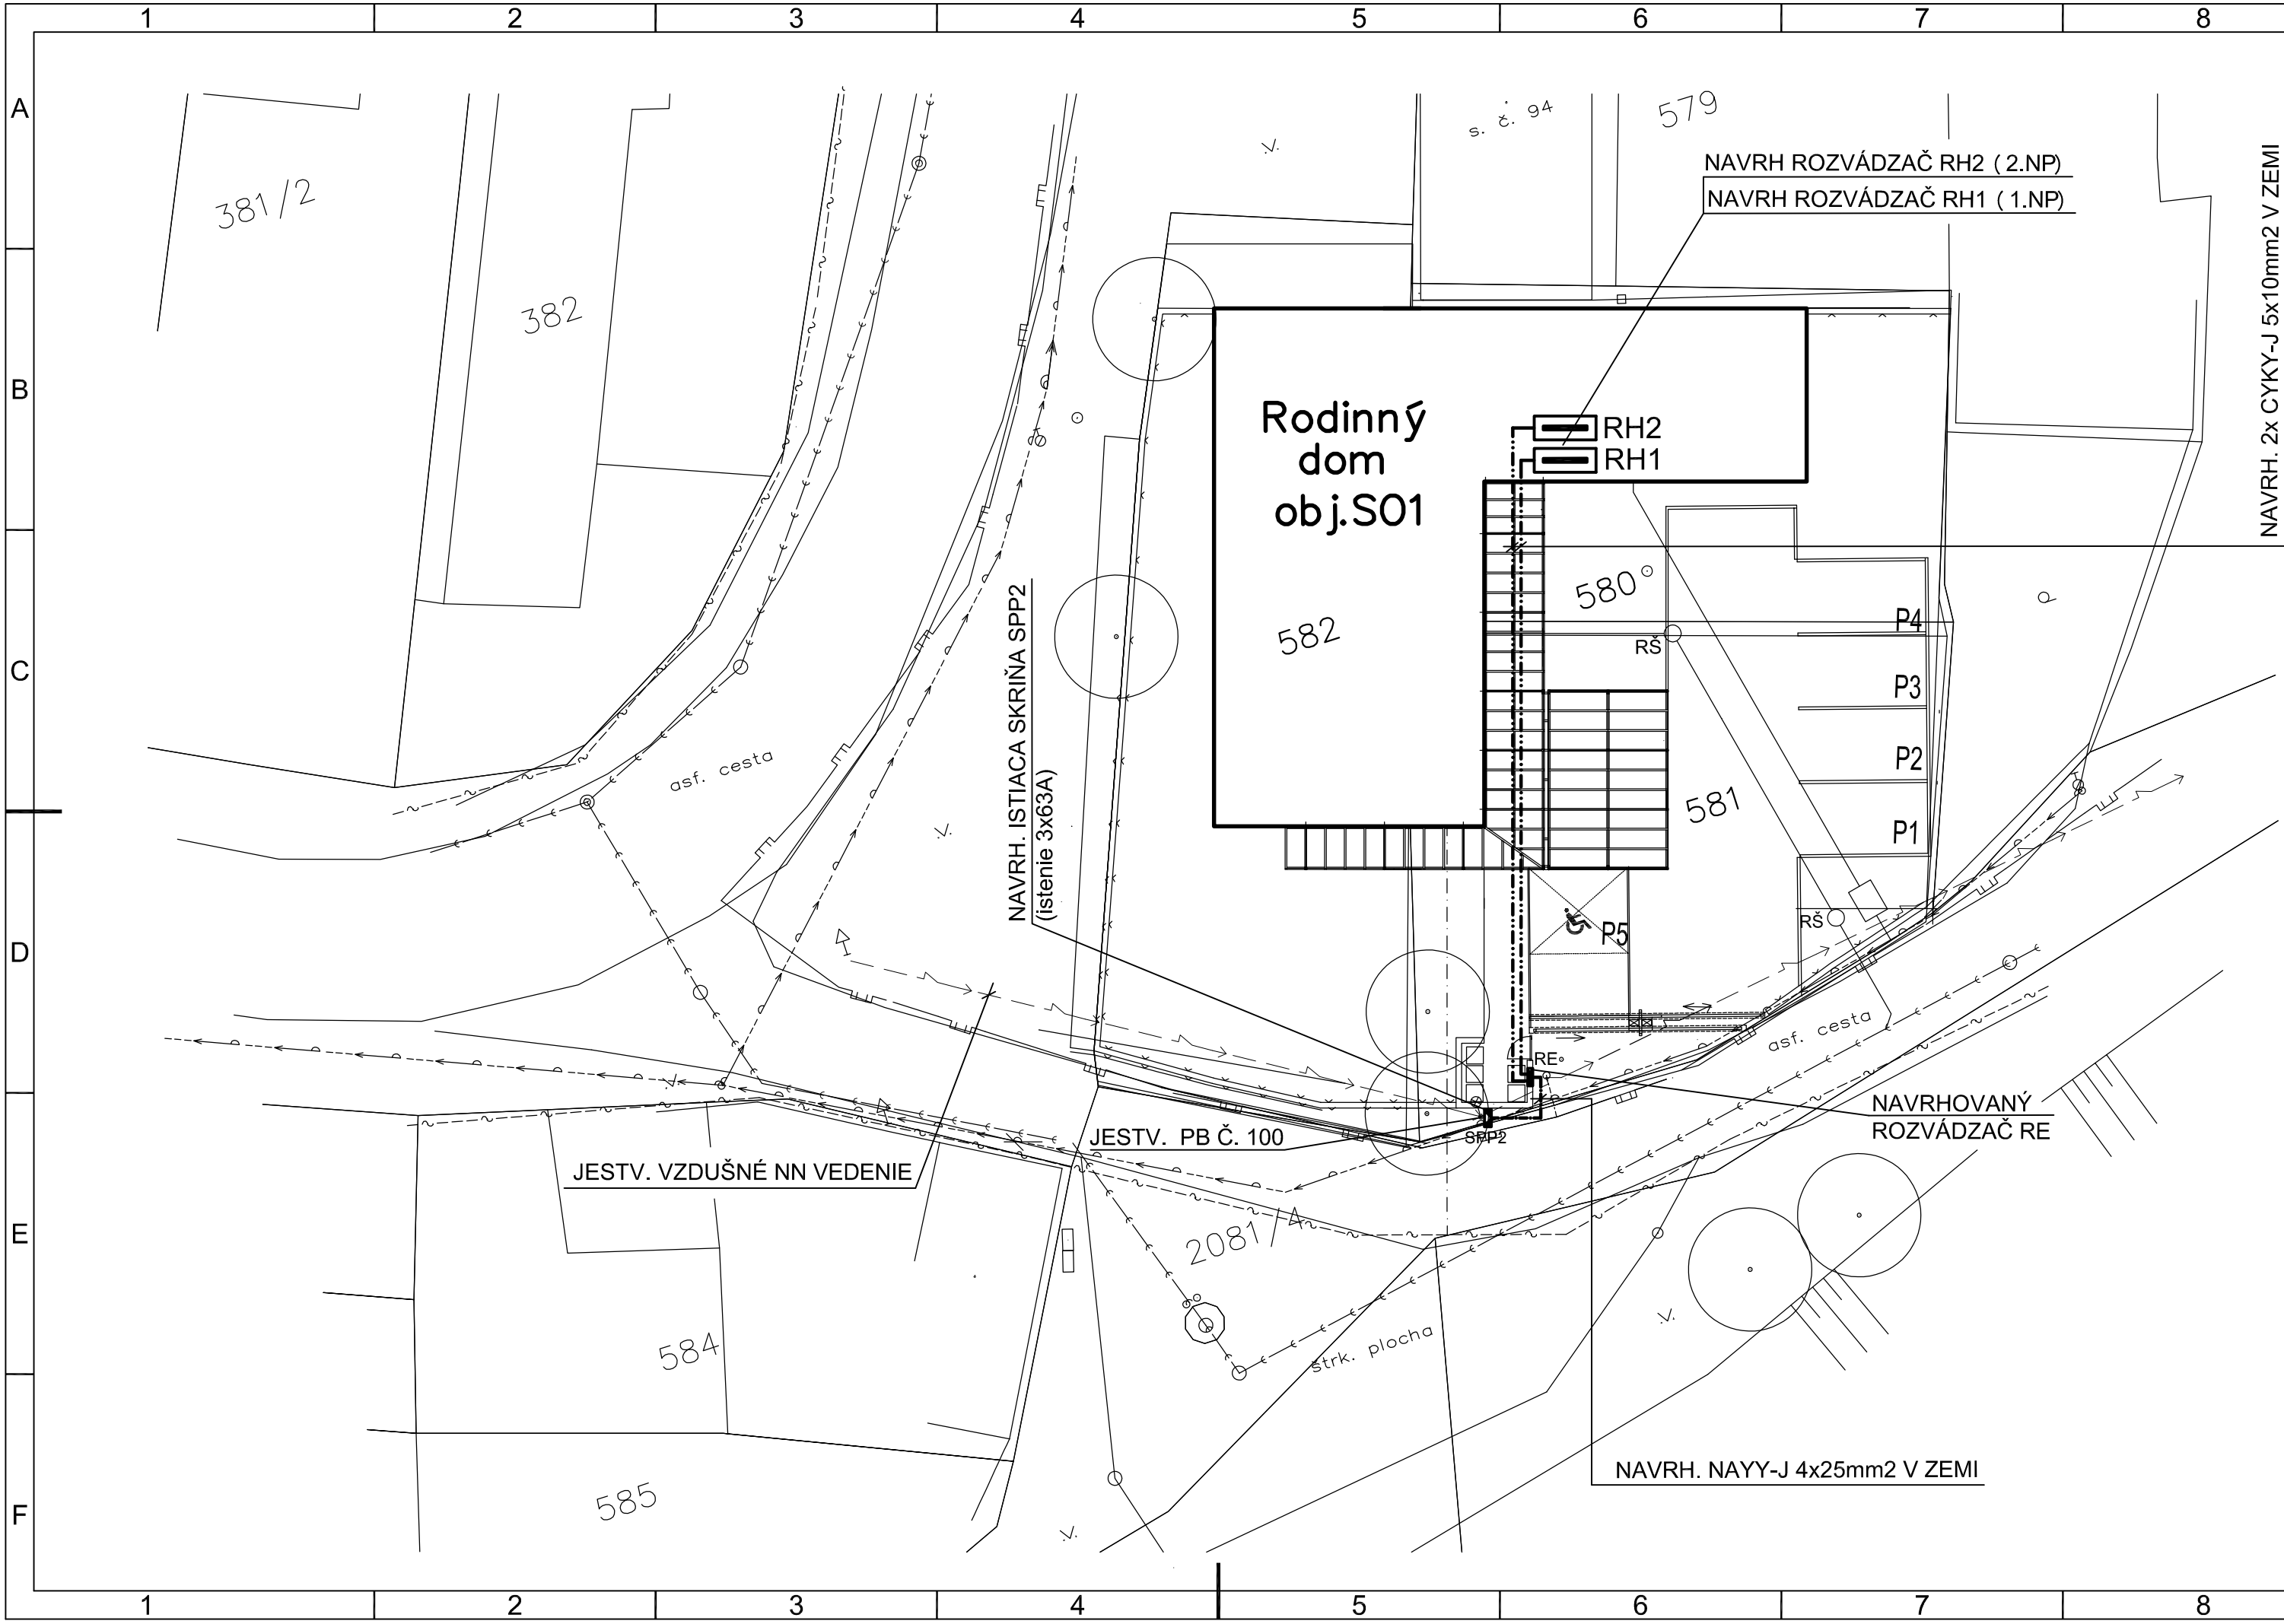 1 2 3 4 5 6 7 8
A
s. č. 94
579
NAVRH ROZVÁDZAČ RH2 ( 2.NP)
NAVRH ROZVÁDZAČ RH1 ( 1.NP)
381/2
NAVRH. 2x CYKY-J 5x10mm2 V ZEMI
382
B
Rodinný
dom
obj.SO1
RH2
RH1
580
582
P4
RŠ
C
P3
NAVRH. ISTIACA SKRIŇA SPP2
(istenie 3x63A)
asf. cesta
P2
581
P1
RŠ
D
P5
asf. cesta
RE
NAVRHOVANÝ
ROZVÁDZAČ RE
JESTV. PB Č. 100
SPP2
JESTV. VZDUŠNÉ NN VEDENIE
E
2081/4
štrk. plocha
584
NAVRH. NAYY-J 4x25mm2 V ZEMI
585
F
1 2 3 4 5 6 7 8